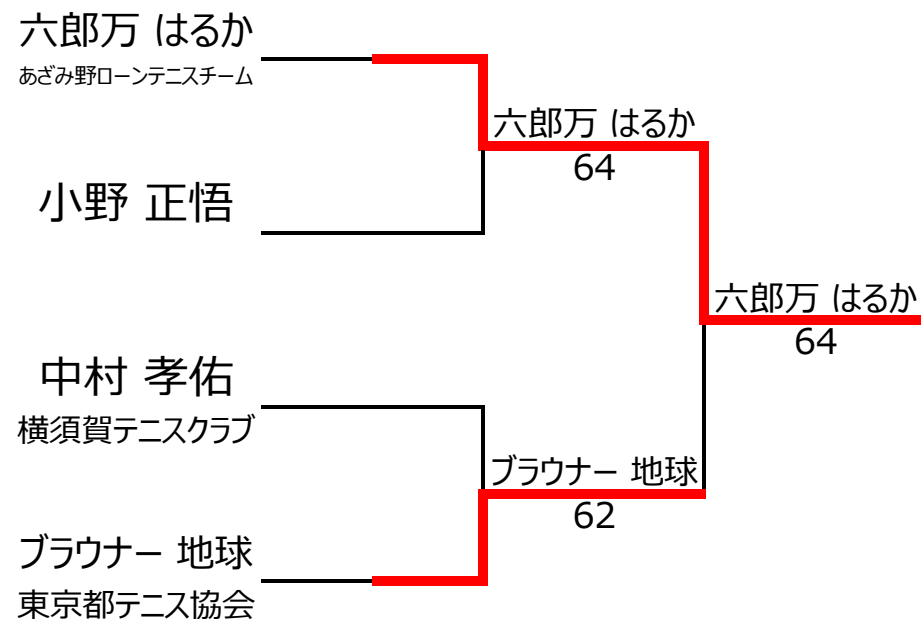 六郎万 はるか
あざみ野ローンテニスチーム
六郎万 はるか
64
小野 正悟
六郎万 はるか
64
中村 孝佑
横須賀テニスクラブ
ブラウナー 地球
62
ブラウナー 地球
東京都テニス協会